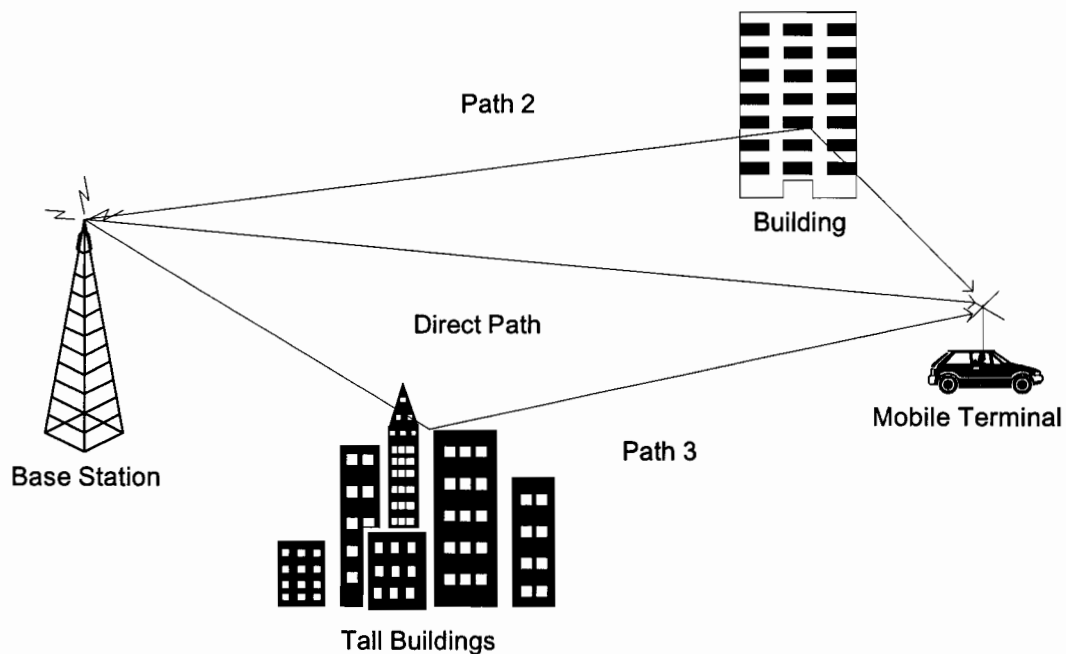 Path 2
Building
Direct Path
Mobile Terminal
Path 3
Base Station
Tall Buildings